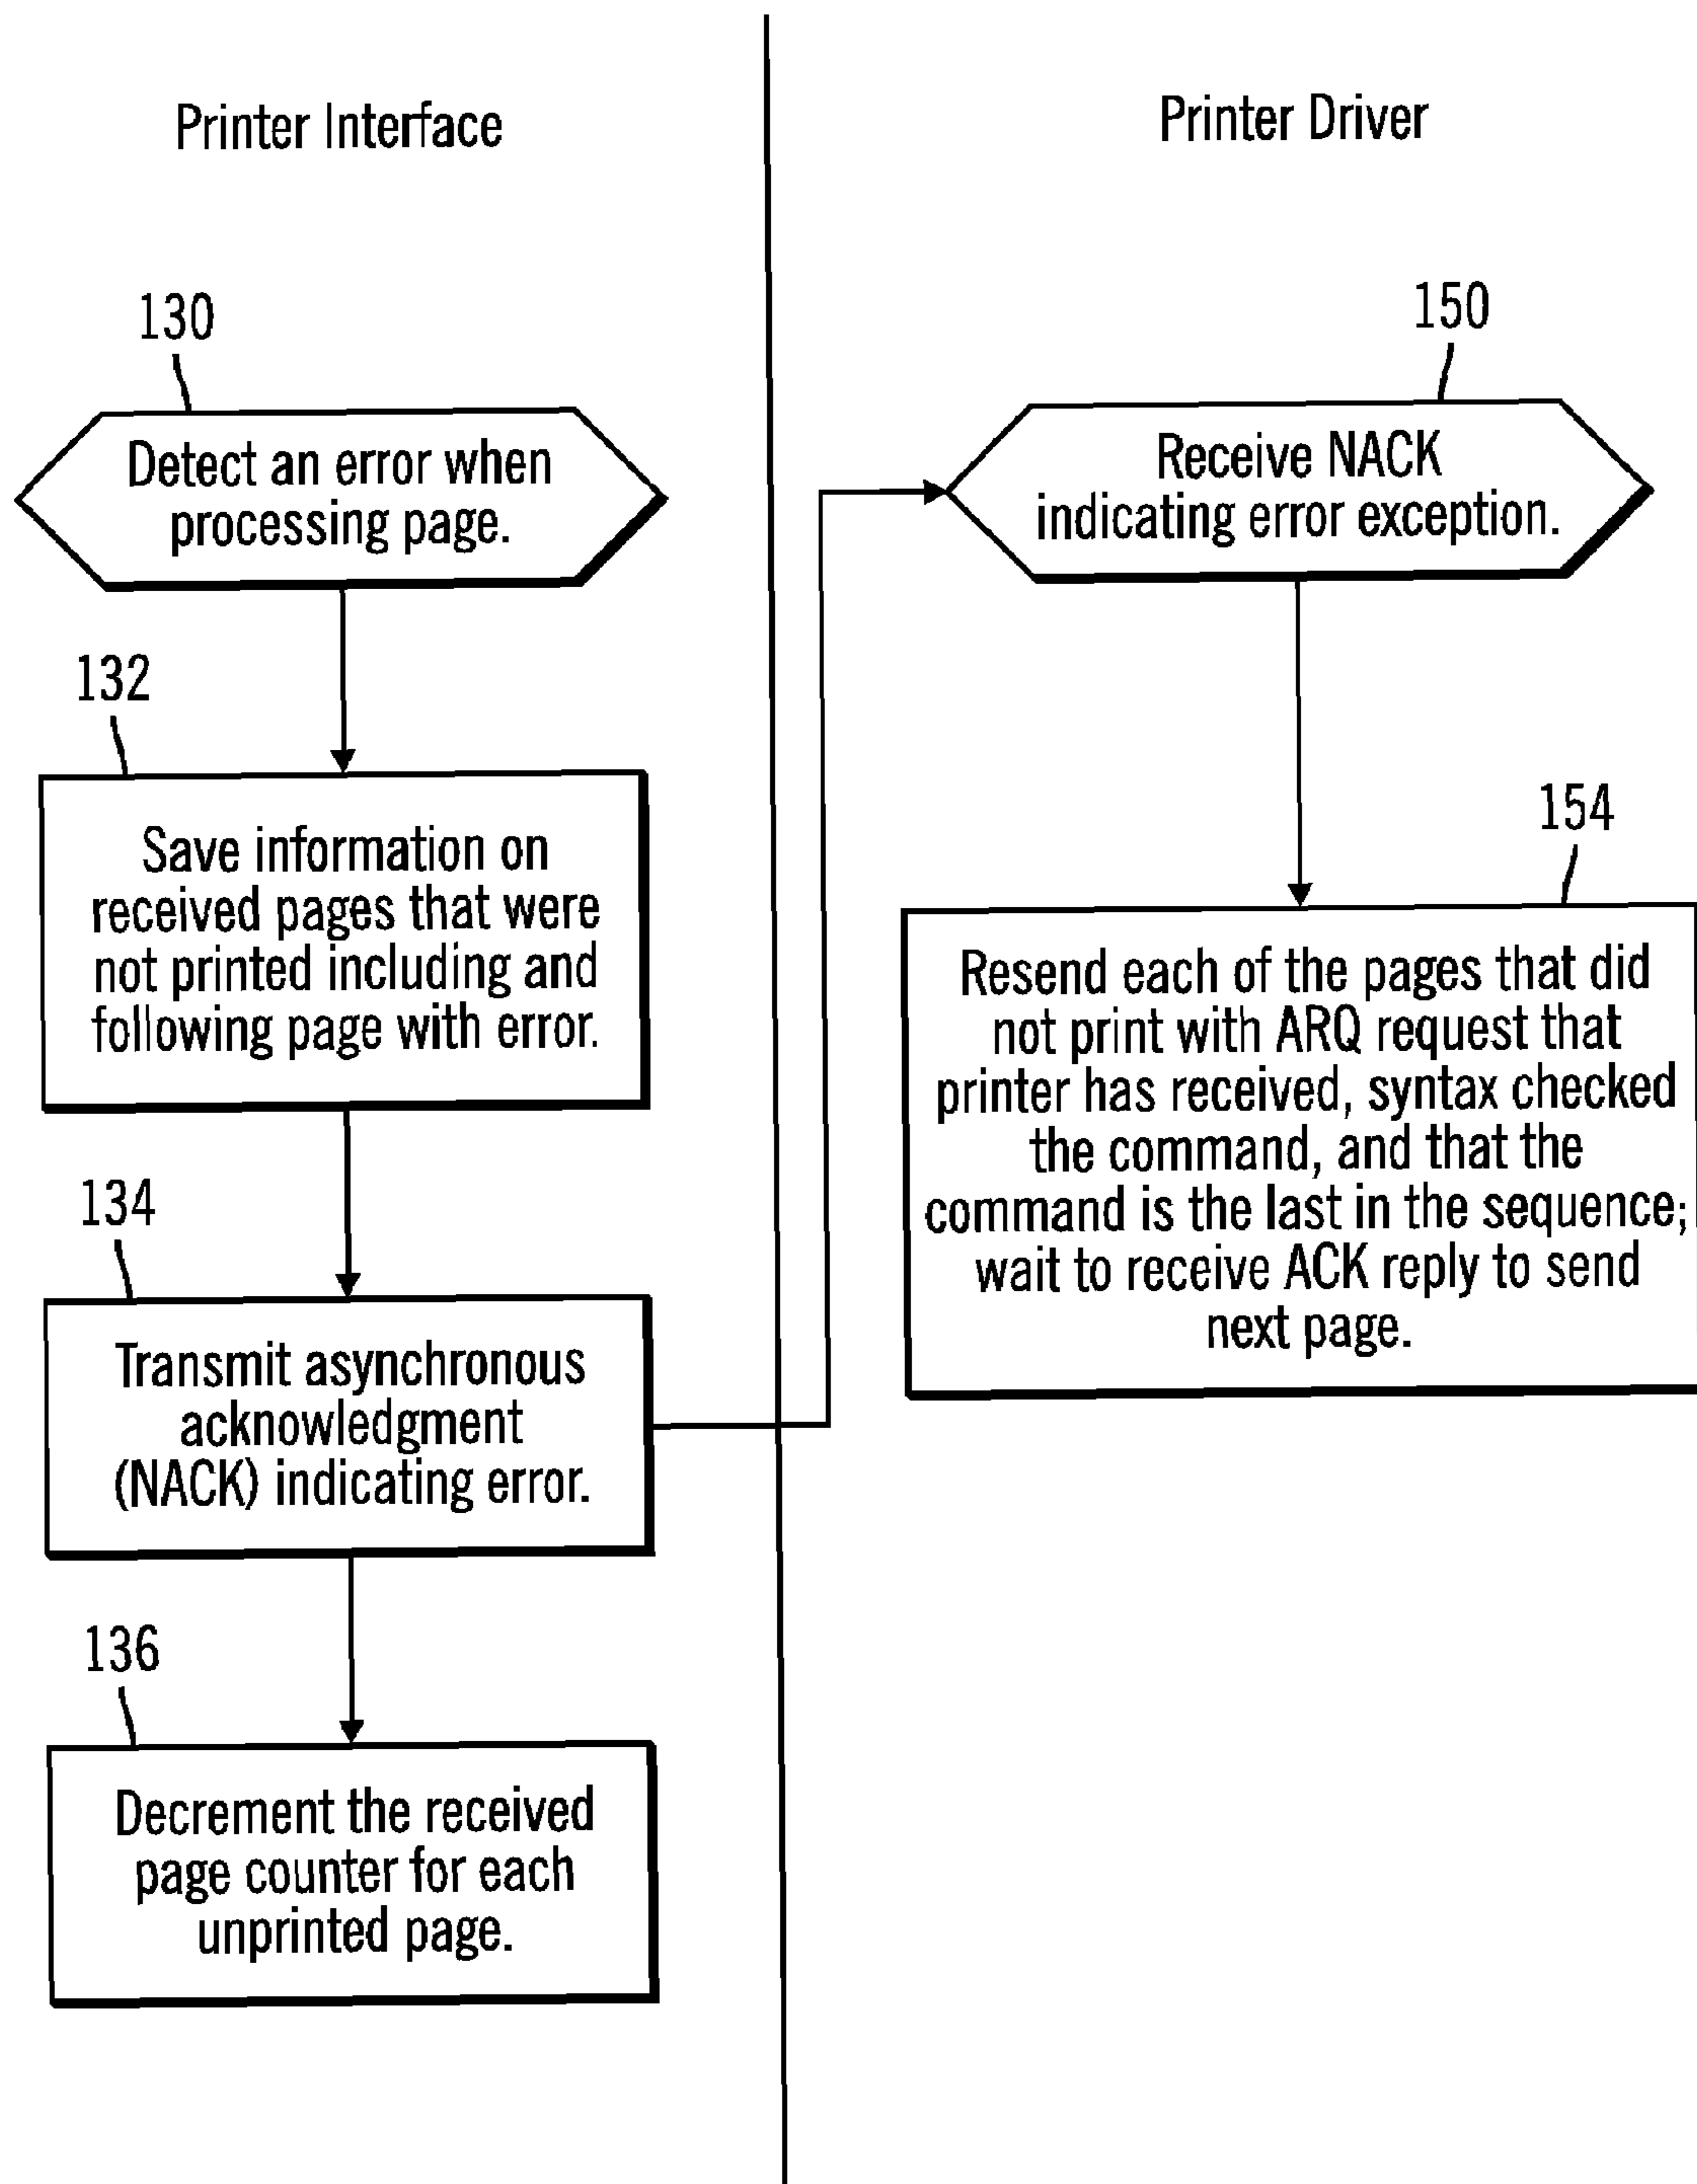 Printer Interface
130
Detect an error when
processing page.
132
Save information on
received pages that were
not printed including and
following page with error.
134
Transmit asynchronous
acknowledgment
(NACK) indicating error.
136
Decrement the received
page counter for each
unprinted page.
Printer Driver
150
Receive NACK
indicating error exception.
154
Resend each of the pages that did
not print with ARQ request that
printer has received, syntax checked
the command, and that the
command is the last in the sequence;
wait to receive ACK reply to send
next page.